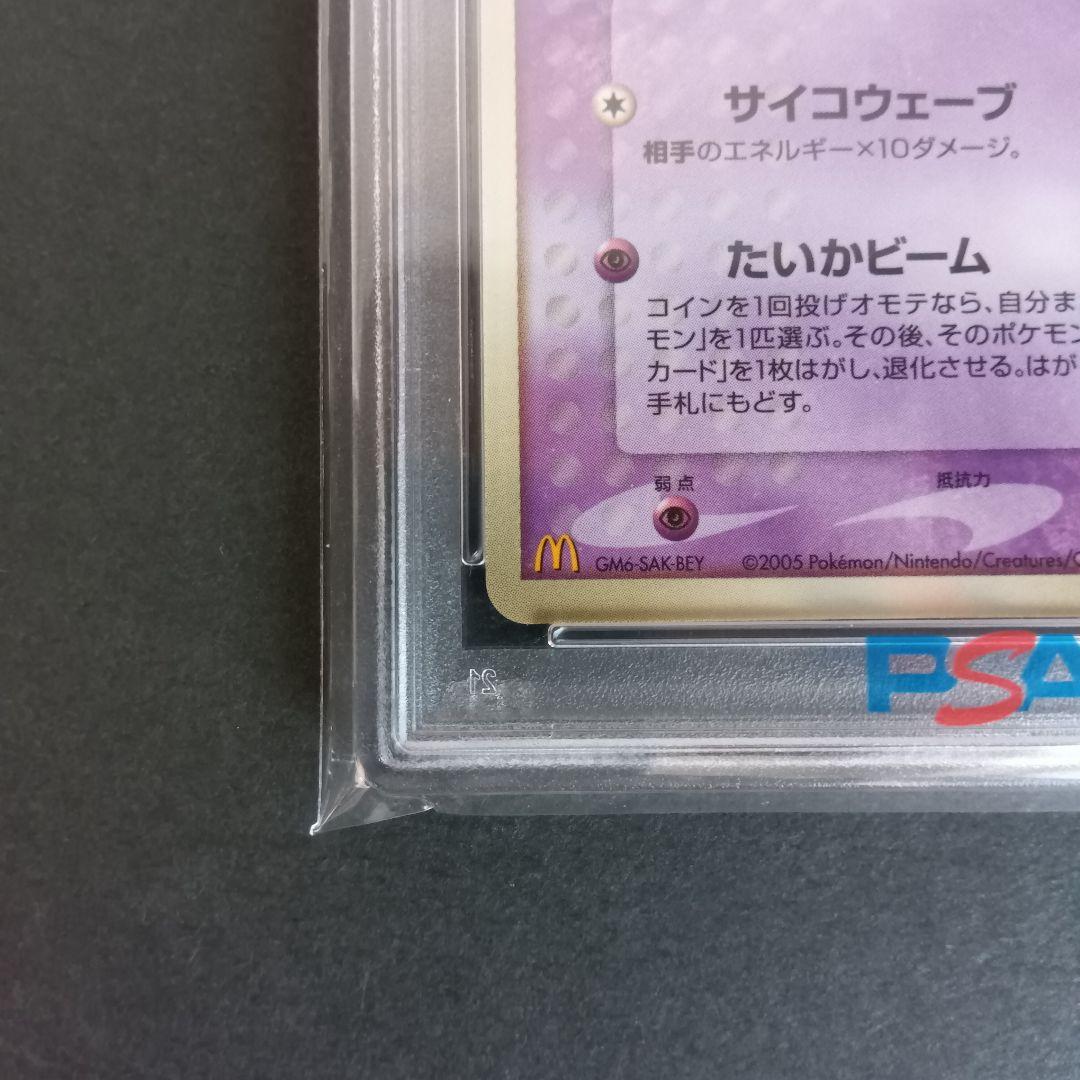 サイコウェーブ
相手のエネルギー×10ダメージ。
たいかビーム
コインを1回投げオモテなら、自分ま
モン」を1匹選ぶ。その後、そのポケモン
カード」を1枚はがし、退化させる。はが
手札にもどす。
弱点 抵抗力
M GM6-SAK-BEY ©2005 Pokémon/Nintendo/Creatures/G
PSA
21